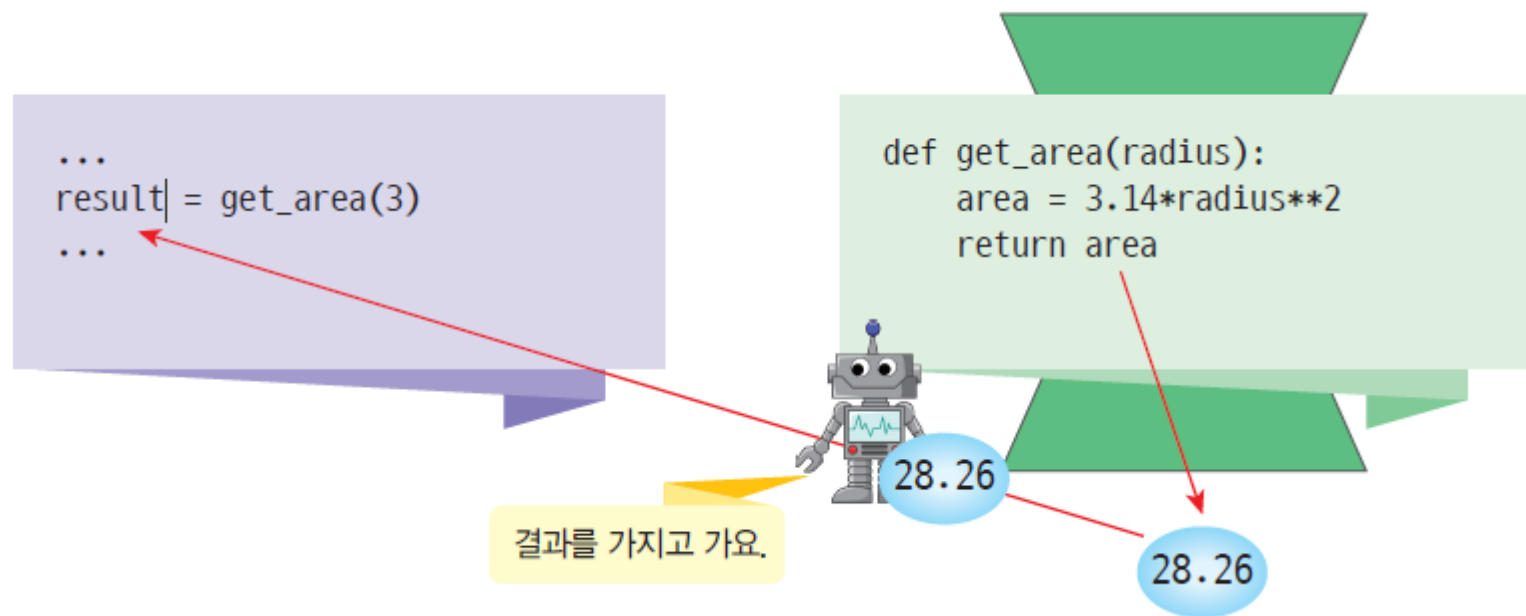 ...
result = get_area(3)
...
def get_area(radius):
    area = 3.14*radius**2
    return area
28.26
결과를 가지고 가요.
28.26